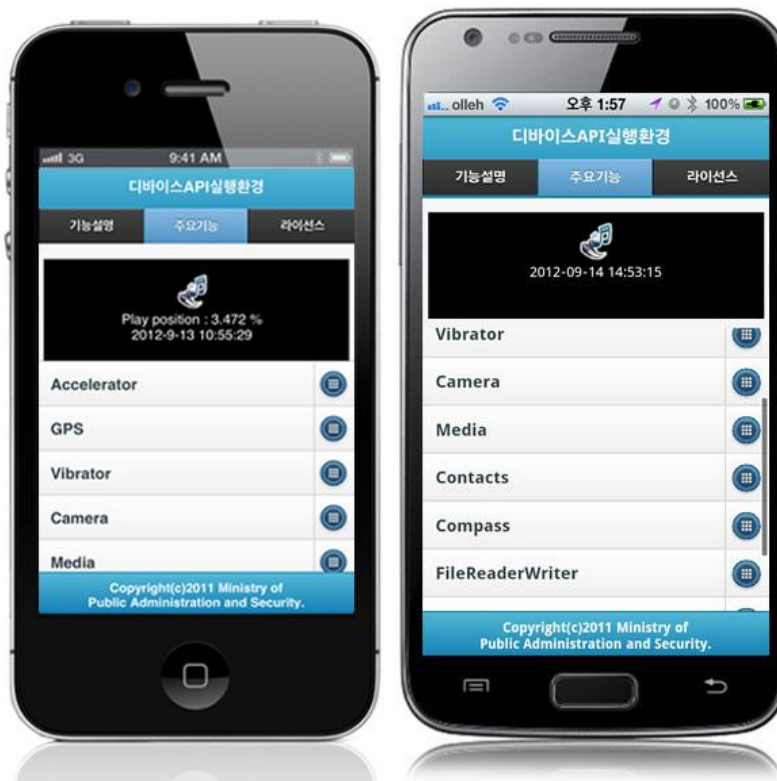 3G 9:41 AM
디바이스API실행환경
기능설명 주요기능 라이선스
Play position : 3.472 %
2012-9-13 10:55:29
Accelerator
GPS
Vibrator
Camera
Media
Copyright(c)2011 Ministry of
Public Administration and Security.
olleh 오후 1:57 100%
디바이스API실행환경
기능설명 주요기능 라이선스
2012-09-14 14:53:15
Vibrator
Camera
Media
Contacts
Compass
FileReaderWriter
Copyright(c)2011 Ministry of
Public Administration and Security.